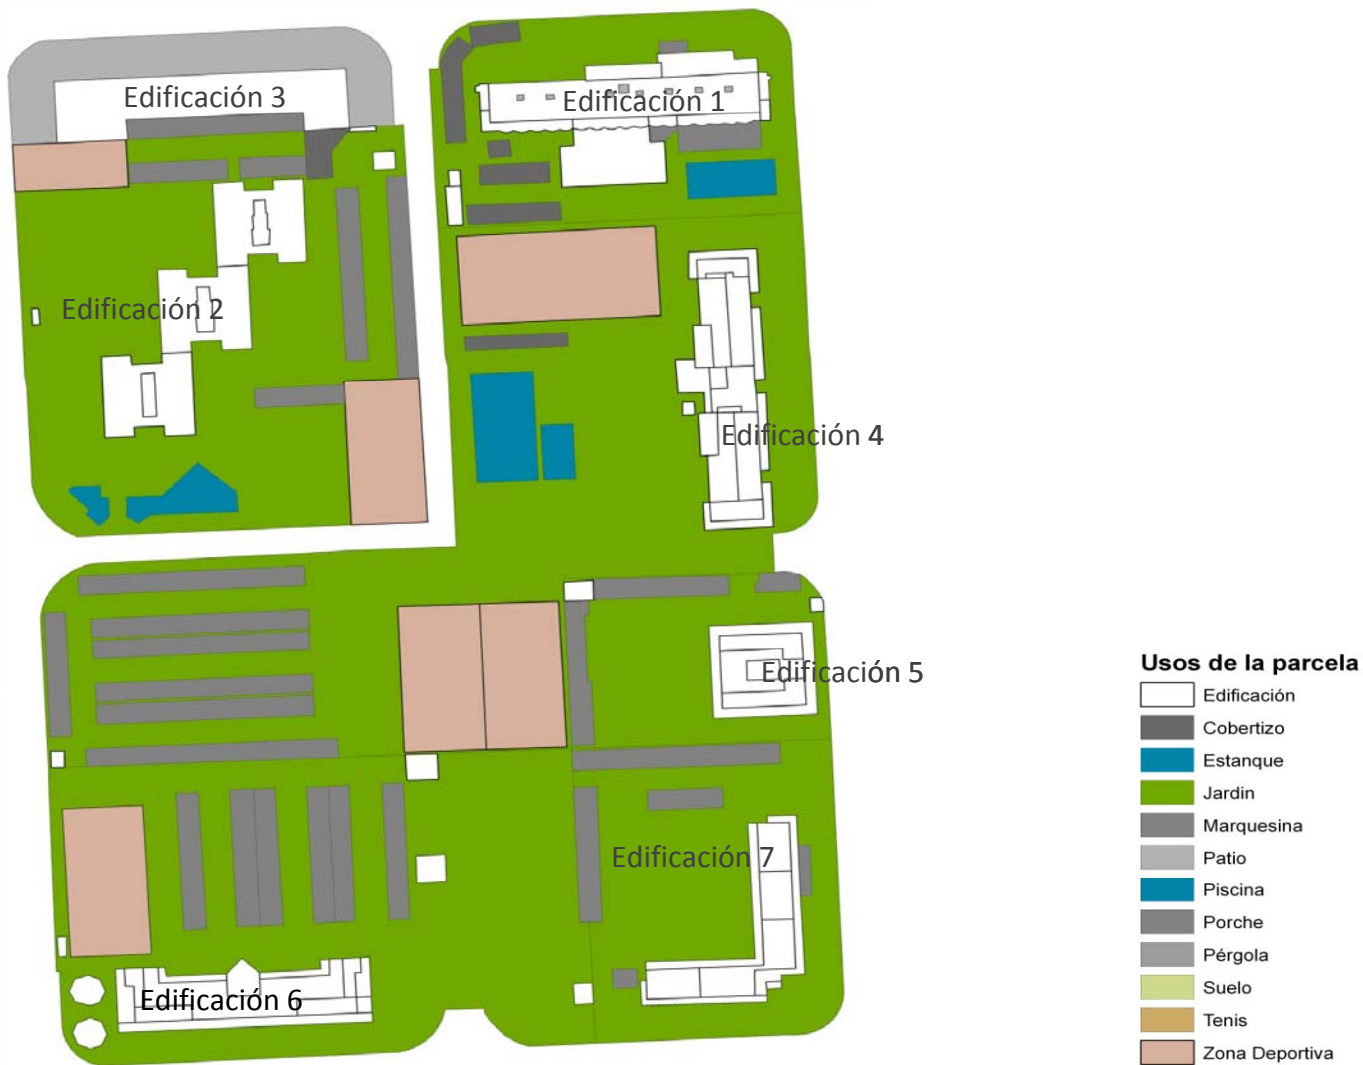 Edificación 3
Edificación 1
Edificación 2
Edificación 4
Edificación 5
Edificación 7
Edificación 6
Usos de la parcela
Edificación
Cobertizo
Estanque
Jardin
Marquesina
Patio
Piscina
Porche
Pérgola
Suelo
Tenis
Zona Deportiva